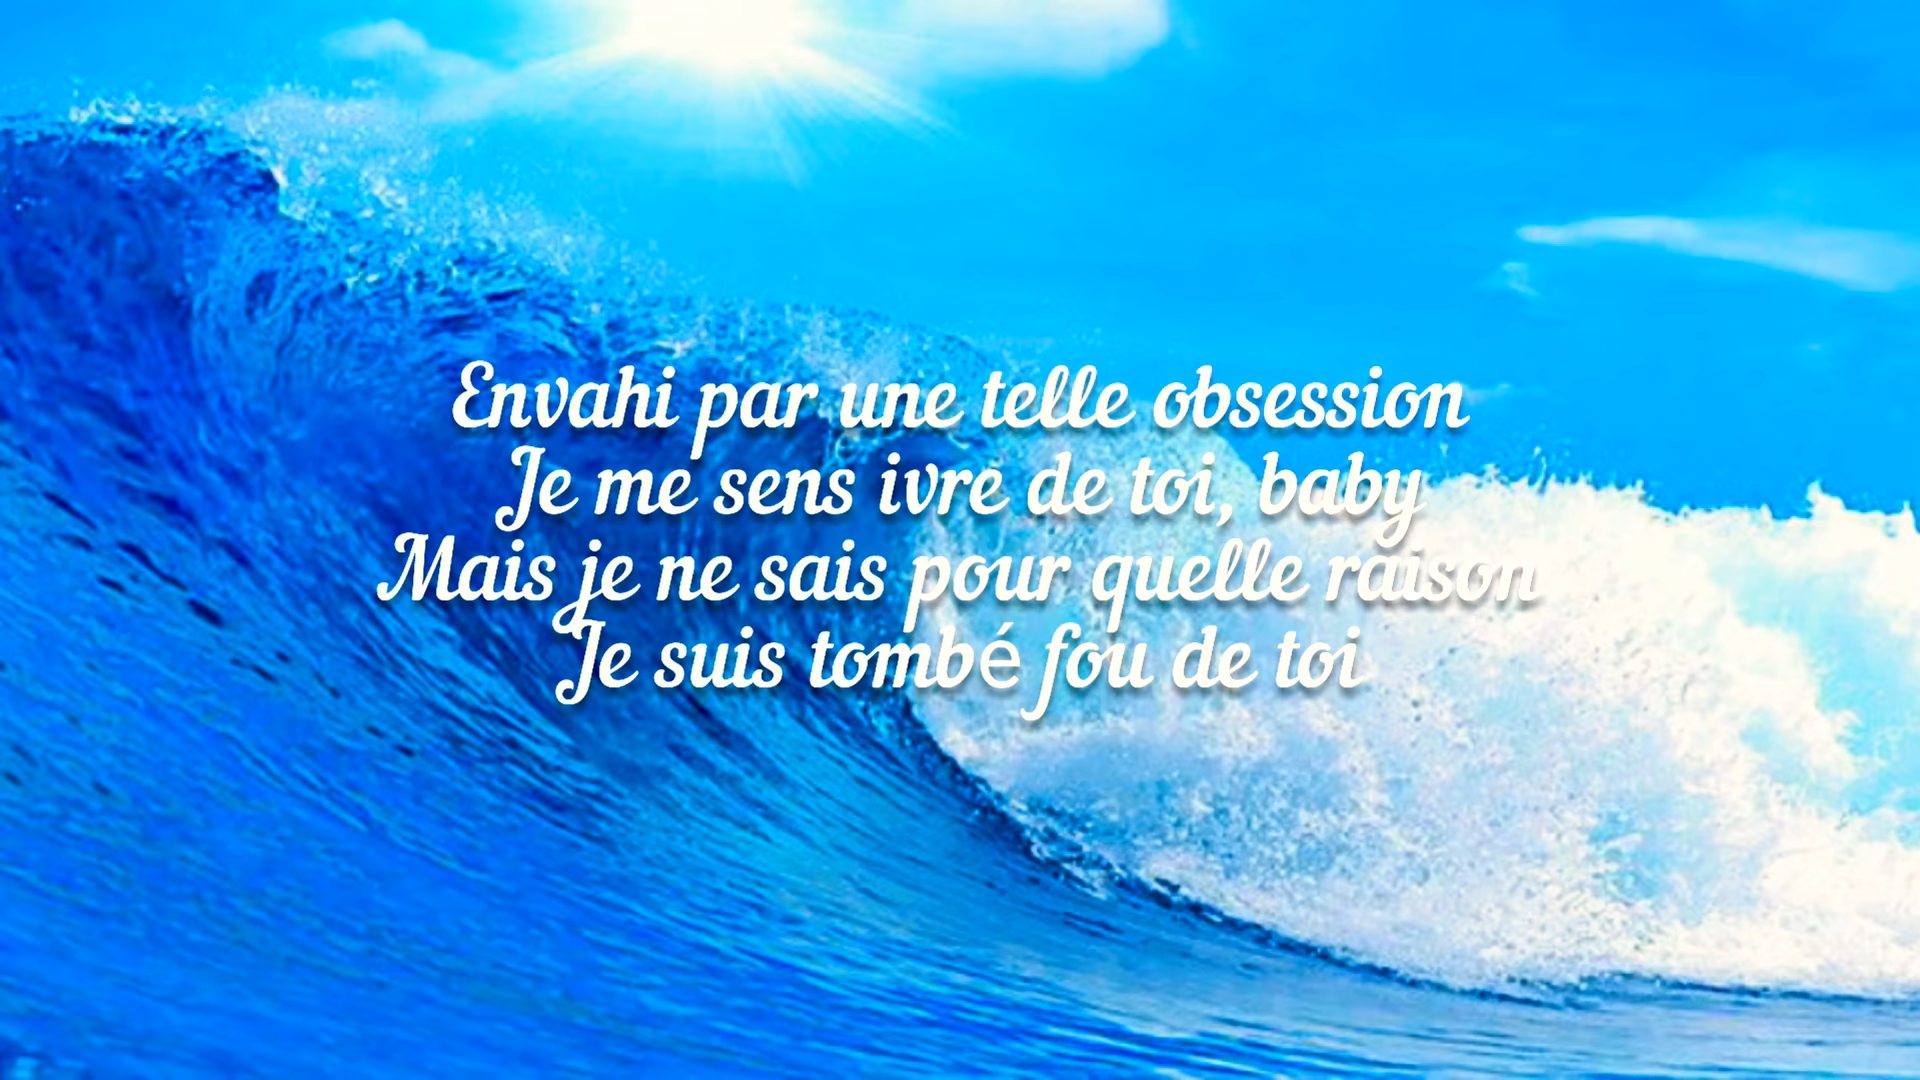 Envahi par une telle obsession
Je me sens ivre de toi, baby
Mais je ne sais pour quelle raison
Je suis tombé fou de toi